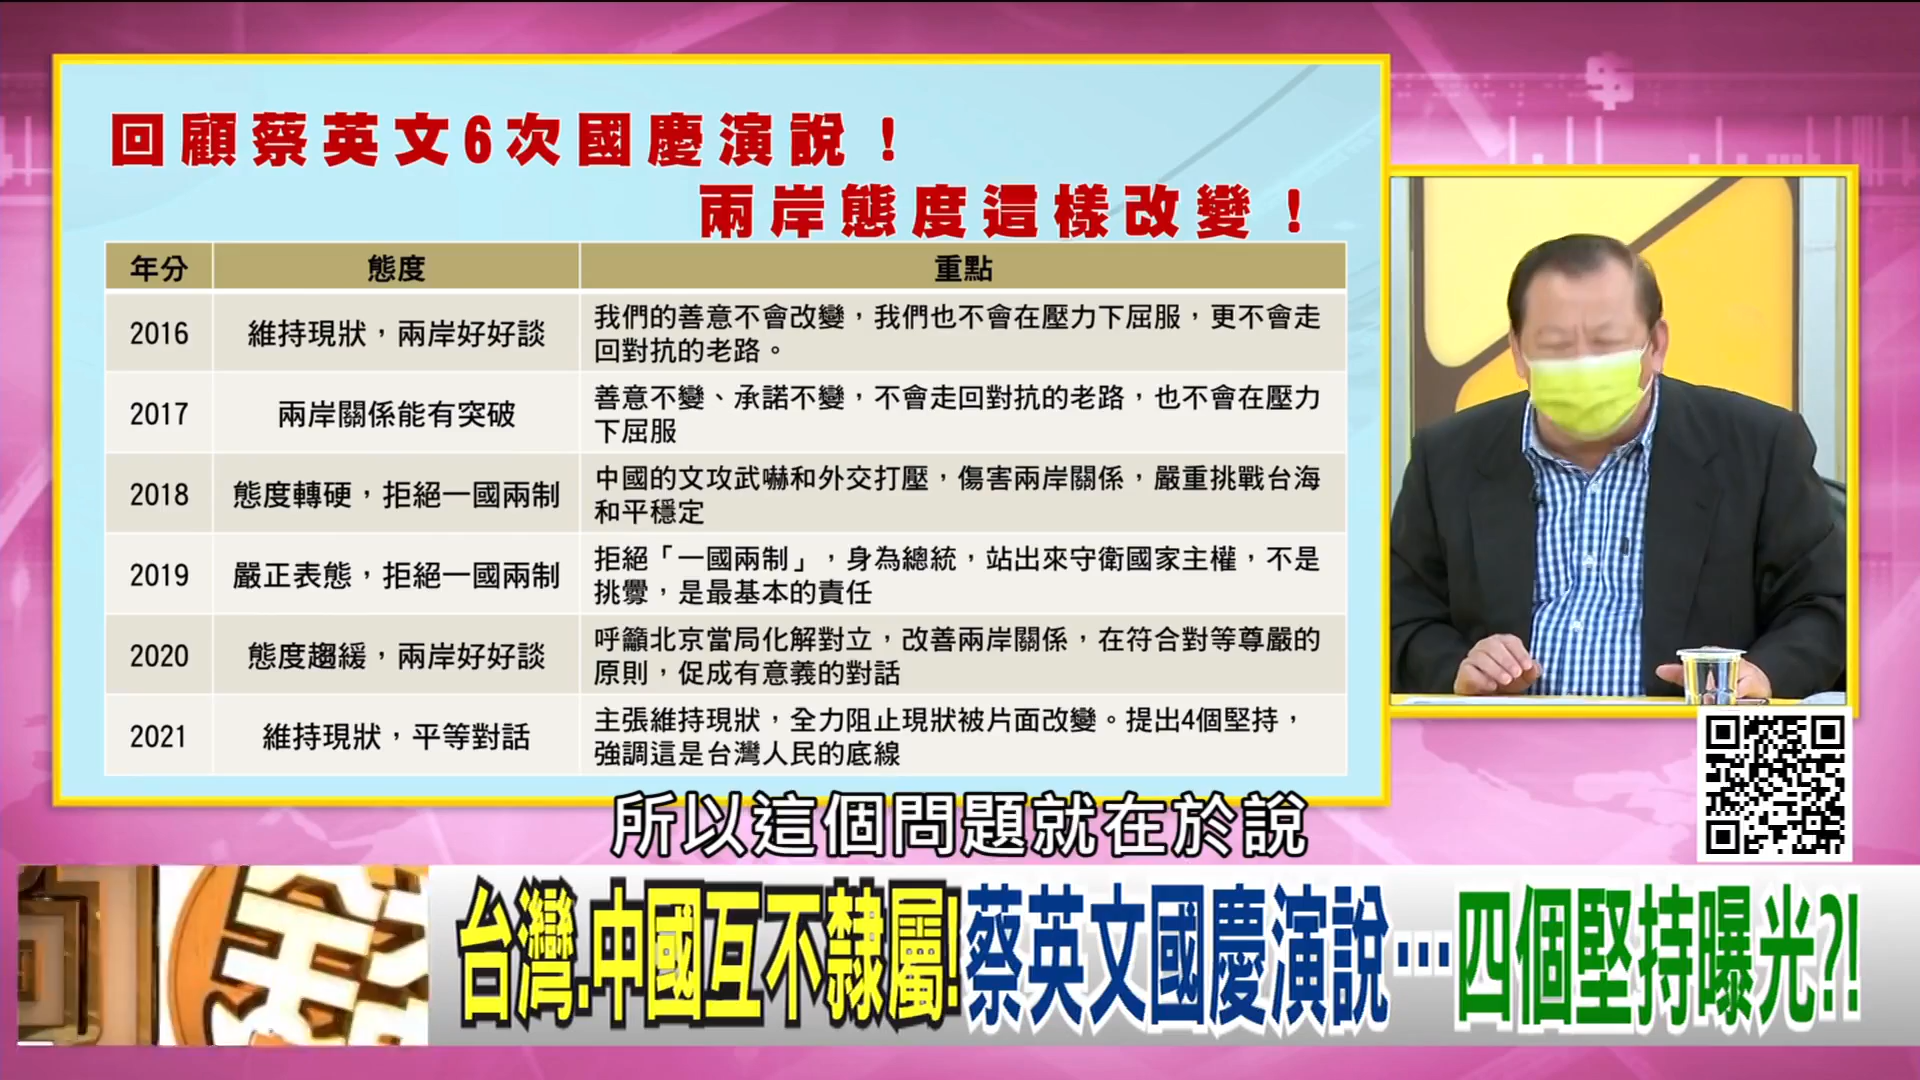 回顧蔡英文6次國慶演說！
兩岸態度這樣改變！
年分 態度 重點
2016 維持現狀，兩岸好好談 我們的善意不會改變，我們也不會在壓力下屈服，更不會走
回對抗的老路。
2017 兩岸關係能有突破 善意不變、承諾不變，不會走回對抗的老路，也不會在壓力
下屈服
2018 態度轉硬，拒絕一國兩制 中國的文攻武嚇和外交打壓，傷害兩岸關係，嚴重挑戰台海
和平穩定
2019 嚴正表態，拒絕一國兩制 拒絕「一國兩制」，身為總統，站出來守衛國家主權，不是
挑釁，是最基本的責任
2020 態度趨緩，兩岸好好談 呼籲北京當局化解對立，改善兩岸關係，在符合對等尊嚴的
原則，促成有意義的對話
2021 維持現狀，平等對話 主張維持現狀，全力阻止現狀被片面改變。提出4個堅持，
強調這是台灣人民的底線
所以這個問題就在於說
台灣.中國互不隸屬!蔡英文國慶演說…四個堅持曝光?!